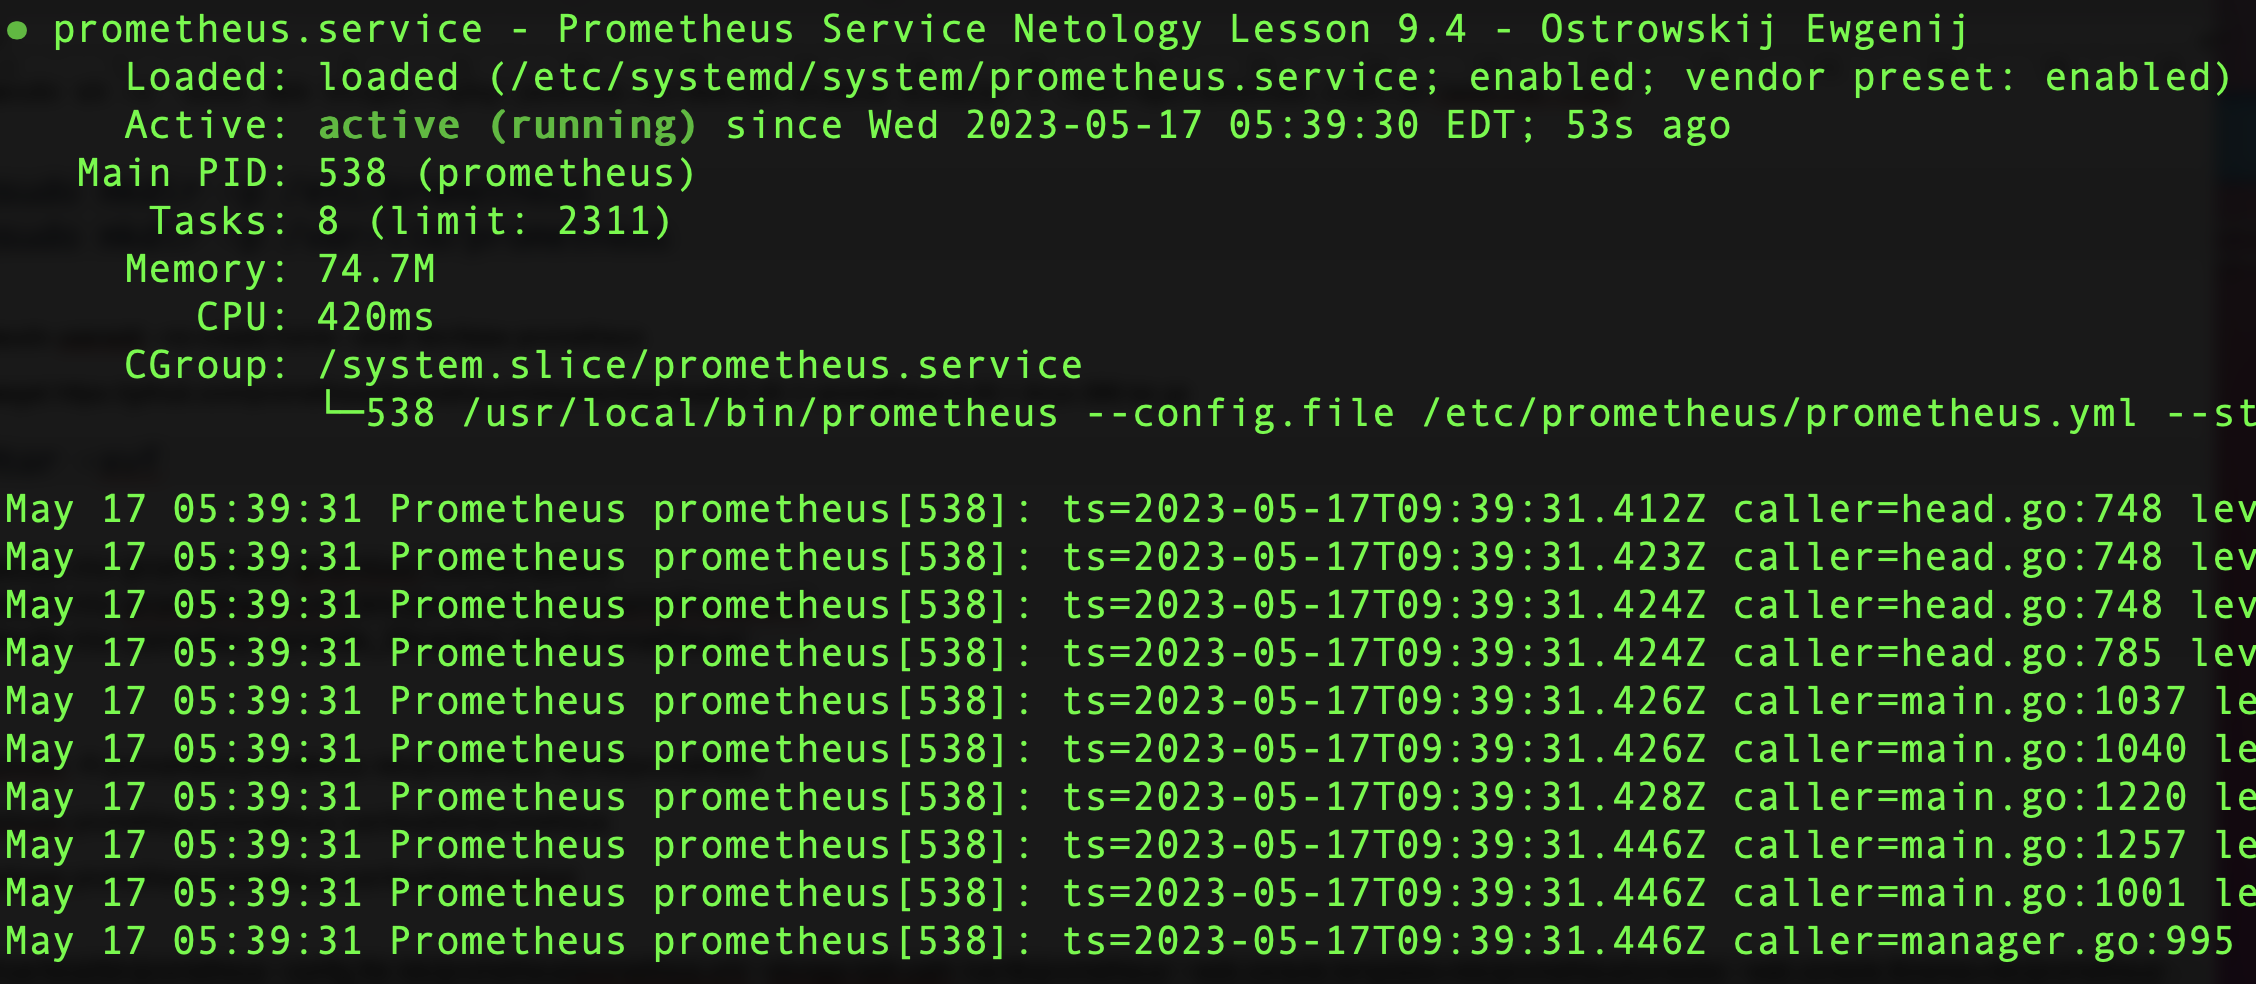 ● prometheus.service - Prometheus Service Netology Lesson 9.4 - Ostrowskij Ewgenij
Loaded: loaded (/etc/systemd/system/prometheus.service; enabled; vendor preset: enabled)
Active: active (running) since Wed 2023-05-17 05:39:30 EDT; 53s ago
Main PID: 538 (prometheus)
Tasks: 8 (limit: 2311)
Memory: 74.7M
CPU: 420ms
CGroup: /system.slice/prometheus.service
└─538 /usr/local/bin/prometheus --config.file /etc/prometheus/prometheus.yml --st
May 17 05:39:31 Prometheus prometheus[538]: ts=2023-05-17T09:39:31.412Z caller=head.go:748 lev
May 17 05:39:31 Prometheus prometheus[538]: ts=2023-05-17T09:39:31.423Z caller=head.go:748 lev
May 17 05:39:31 Prometheus prometheus[538]: ts=2023-05-17T09:39:31.424Z caller=head.go:748 lev
May 17 05:39:31 Prometheus prometheus[538]: ts=2023-05-17T09:39:31.424Z caller=head.go:785 lev
May 17 05:39:31 Prometheus prometheus[538]: ts=2023-05-17T09:39:31.426Z caller=main.go:1037 le
May 17 05:39:31 Prometheus prometheus[538]: ts=2023-05-17T09:39:31.426Z caller=main.go:1040 le
May 17 05:39:31 Prometheus prometheus[538]: ts=2023-05-17T09:39:31.428Z caller=main.go:1220 le
May 17 05:39:31 Prometheus prometheus[538]: ts=2023-05-17T09:39:31.446Z caller=main.go:1257 le
May 17 05:39:31 Prometheus prometheus[538]: ts=2023-05-17T09:39:31.446Z caller=main.go:1001 le
May 17 05:39:31 Prometheus prometheus[538]: ts=2023-05-17T09:39:31.446Z caller=manager.go:995